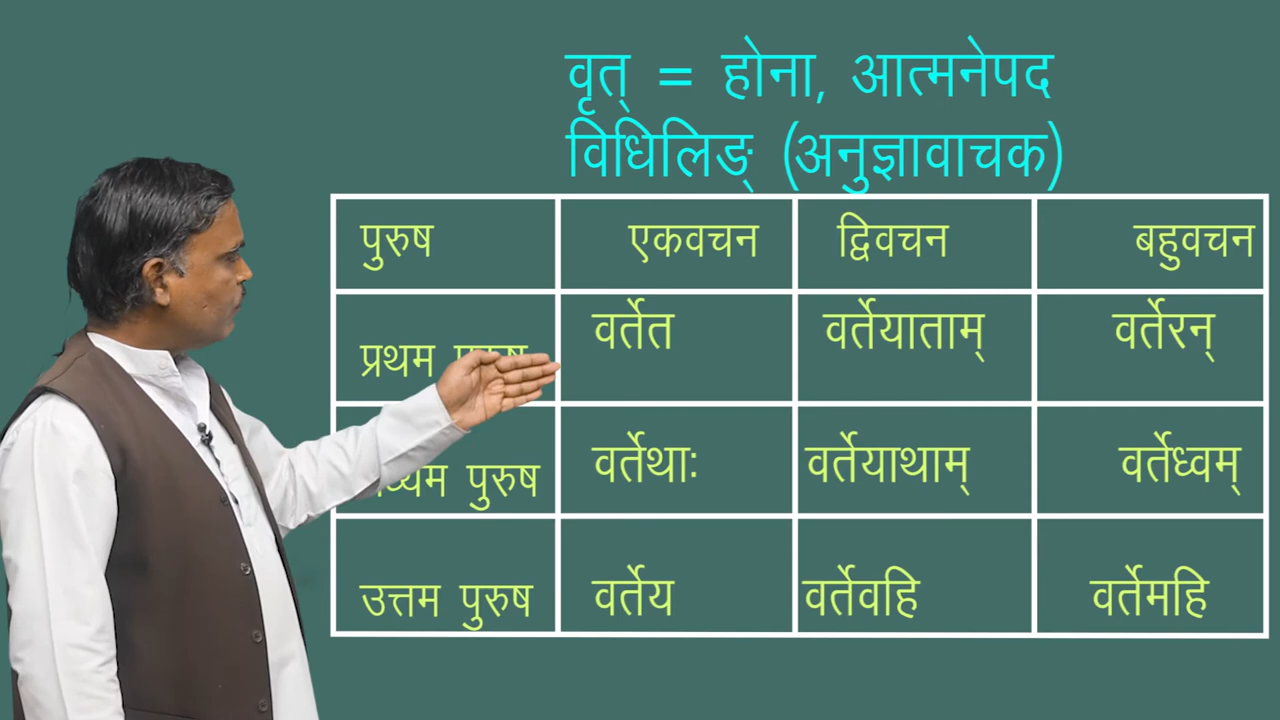 वृत् = होना, आत्मनेपद
विधिलिङ् (अनुज्ञावाचक)
पुरुष एकवचन द्विवचन बहुवचन
प्रथम वर्तेत वर्तेयाताम् वर्तेरन्
पुरुष वर्तेथाः वर्तेयाथाम् वर्तेध्वम्
उत्तम पुरुष वर्तेय वर्तेवहि वर्तेमहि